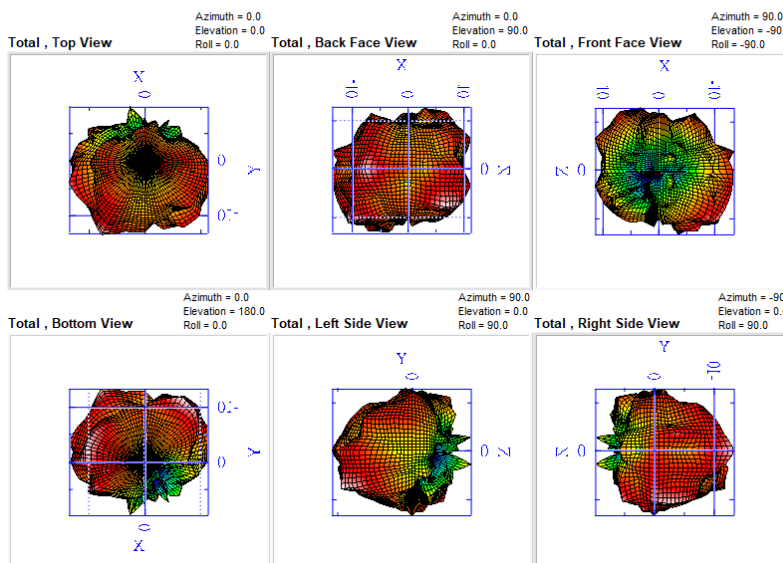 Azimuth = 0.0
Elevation = 0.0
Roll = 0.0
Total , Top View
X
0
0
Y
-10
Azimuth = 0.0
Elevation = 90.0
Roll = 0.0
Total , Back Face View
X
-10
0
10
0
Z
Azimuth = 90.0
Elevation = -90
Roll = -90.0
Total , Front Face View
X
10
0
-10
Z
0
Azimuth = 0.0
Elevation = 180.0
Roll = 0.0
Total , Bottom View
-10
0
Y
0
X
Azimuth = 90.0
Elevation = 0.0
Roll = 90.0
Total , Left Side View
Y
0
0
Z
Azimuth = -90
Elevation = 0.0
Roll = 90.0
Total , Right Side View
Y
0
-10
Z
0